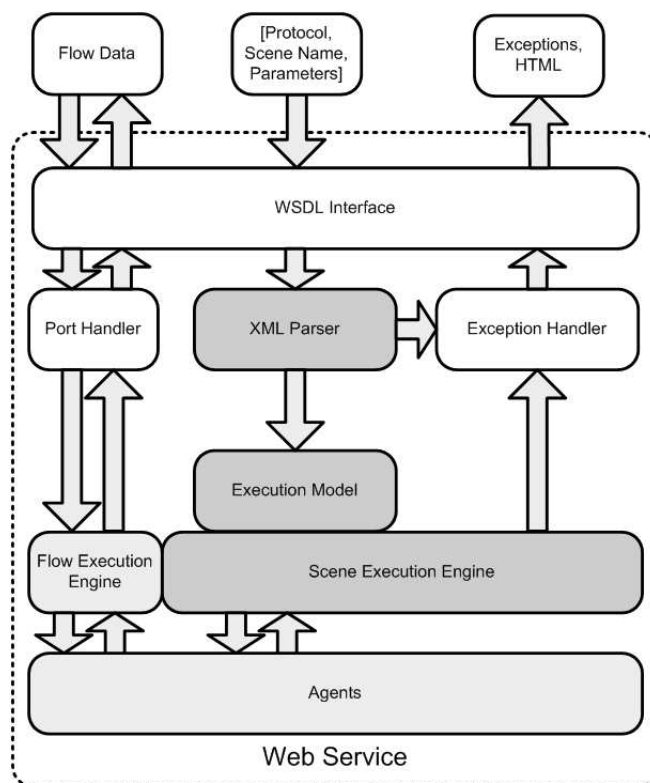 Flow Data
[Protocol,
Scene Name,
Parameters]
Exceptions,
HTML
WSDL Interface
Port Handler
XML Parser
Exception Handler
Execution Model
Flow Execution
Engine
Scene Execution Engine
Agents
Web Service